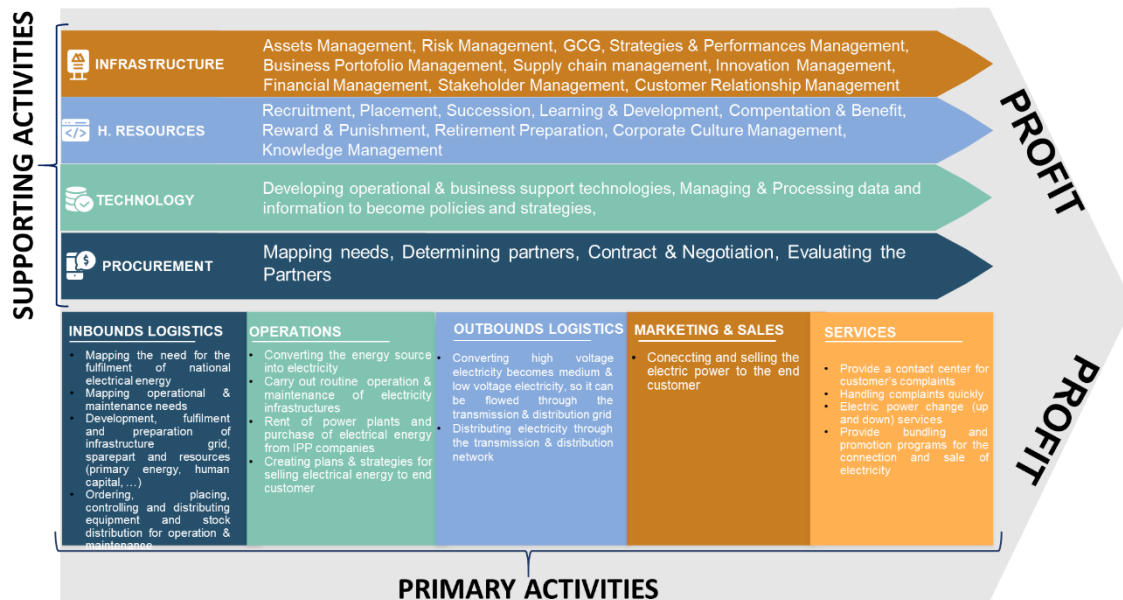 SUPPORTING ACTIVITIES
INFRASTRUCTURE
Assets Management, Risk Management, GCG, Strategies & Performances Management,
Business Portofolio Management, Supply chain management, Innovation Management,
Financial Management, Stakeholder Management, Customer Relationship Management
H. RESOURCES
Recruitment, Placement, Succession, Learning & Development, Compentation & Benefit,
Reward & Punishment, Retirement Preparation, Corporate Culture Management,
Knowledge Management
TECHNOLOGY
Developing operational & business support technologies, Managing & Processing data and
information to become policies and strategies,
PROCUREMENT
Mapping needs, Determining partners, Contract & Negotiation, Evaluating the
Partners
PROFIT
PROFIT
INBOUNDS LOGISTICS
• Mapping the need for the
fulfilment of national
electrical energy
• Mapping operational &
maintenance needs
• Development, fulfilment
and preparation of
infrastructure grid,
sparepart and resources
(primary energy, human
capital, ...)
• Ordering, placing,
controlling and distributing
equipment and stock
distribution for operation &
maintenance
OPERATIONS
• Converting the energy source
into electricity
• Carry out routine operation &
maintenance of electricity
infrastructures
• Rent of power plants and
purchase of electrical energy
from IPP companies
• Creating plans & strategies for
selling electrical energy to end
customer
OUTBOUNDS LOGISTICS
• Converting high voltage
electricity becomes medium &
low voltage electricity, so it can
be flowed through the
transmission & distribution grid
• Distributing electricity through
the transmission & distribution
network
MARKETING & SALES
• Coneccting and selling the
electric power to the end
customer
SERVICES
• Provide a contact center for
customer's complaints
• Handling complaints quickly
• Electric power change (up
and down) services
• Provide bundling and
promotion programs for the
connection and sale of
electricity
PRIMARY ACTIVITIES